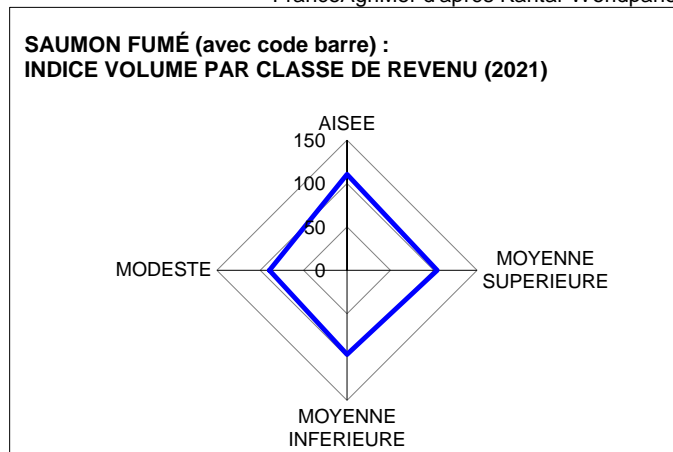 FranceAgriMer d'après Kantar Worldpane
SAUMON FUMÉ (avec code barre) :
INDICE VOLUME PAR CLASSE DE REVENU (2021)
AISEE
150
100
50
0
MODESTE
MOYENNE
SUPERIEURE
MOYENNE
INFERIEURE